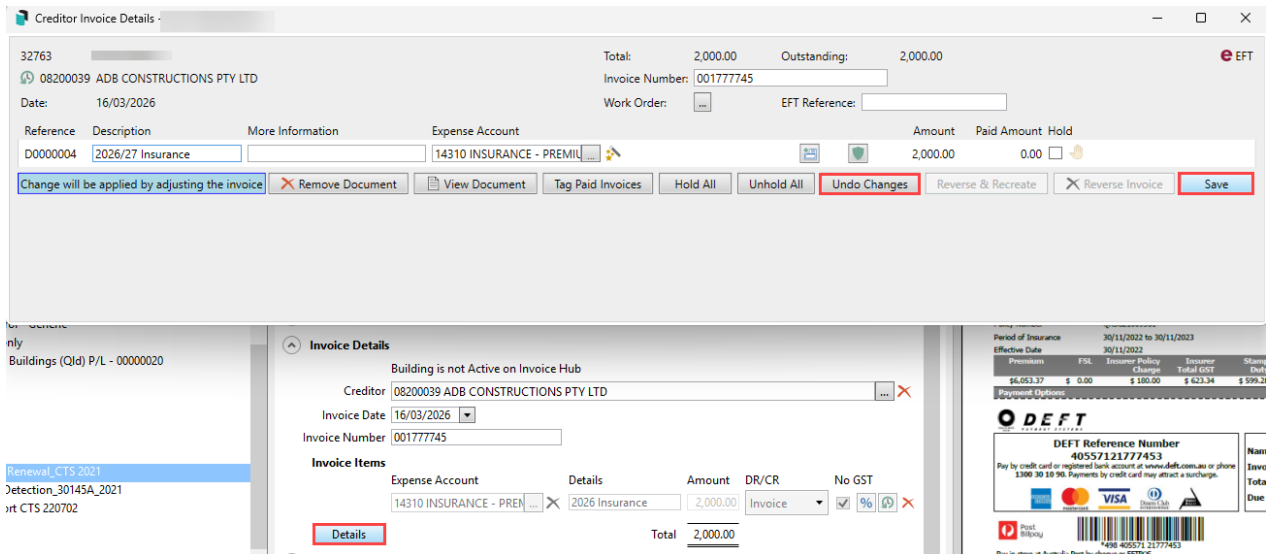 Creditor Invoice Details -
32763 Total: 2,000.00 Outstanding: 2,000.00 e EFT
08200039 ADB CONSTRUCTIONS PTY LTD Invoice Number: 001777745
Date: 16/03/2026 Work Order: ... EFT Reference:
Reference Description More Information Expense Account Amount Paid Amount Hold
D0000004 2026/27 Insurance 14310 INSURANCE - PREMIU ... 2,000.00 0.00
Change will be applied by adjusting the invoice Remove Document View Document Tag Paid Invoices Hold All Unhold All Undo Changes Reverse & Recreate Reverse Invoice Save
only
Buildings (Qld) P/L - 00000020
Renewal_CTS 2021
Detection_30145A_2021
ort CTS 220702
Invoice Details
Building is not Active on Invoice Hub
Creditor 08200039 ADB CONSTRUCTIONS PTY LTD ...
Invoice Date 16/03/2026
Invoice Number 001777745
Invoice Items
Expense Account Details Amount DR/CR No GST
14310 INSURANCE - PREM ... 2026 Insurance 2,000.00 Invoice %
Details Total 2,000.00
Period of Insurance 30/11/2022 to 30/11/2023
Effective Date 30/11/2022
Premium FSL Insurer Policy Charge Insurer Total GST Stamp Duty
$6,053.37 $ 0.00 $ 180.00 $ 623.34 $ 599.28
Payment Options
DEFT
PAYMENT SYSTEMS
DEFT Reference Number
40557121777453
Pay by credit card or registered bank account at www.deft.com.au or phone
1300 30 10 90. Payments by credit card may attract a surcharge.
mastercard VISA Diners Club
Nam
Invo
Tota
Due
Post
Billpay
*498 405571 21777453